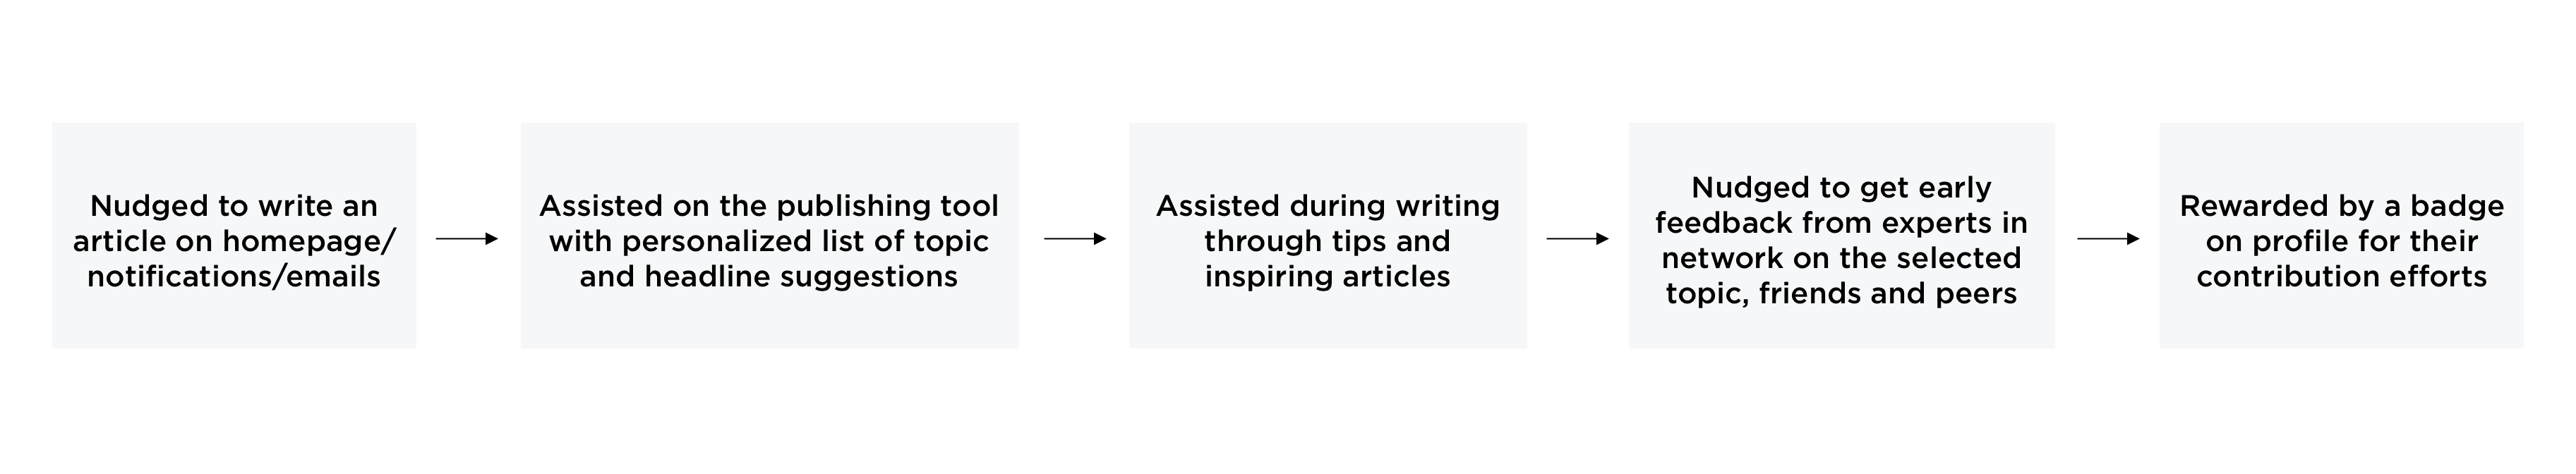 Nudged to write an
article on homepage/
notifications/emails
Assisted on the publishing tool
with personalized list of topic
and headline suggestions
Assisted during writing
through tips and
inspiring articles
Nudged to get early
feedback from experts in
network on the selected
topic, friends and peers
Rewarded by a badge
on profile for their
contribution efforts